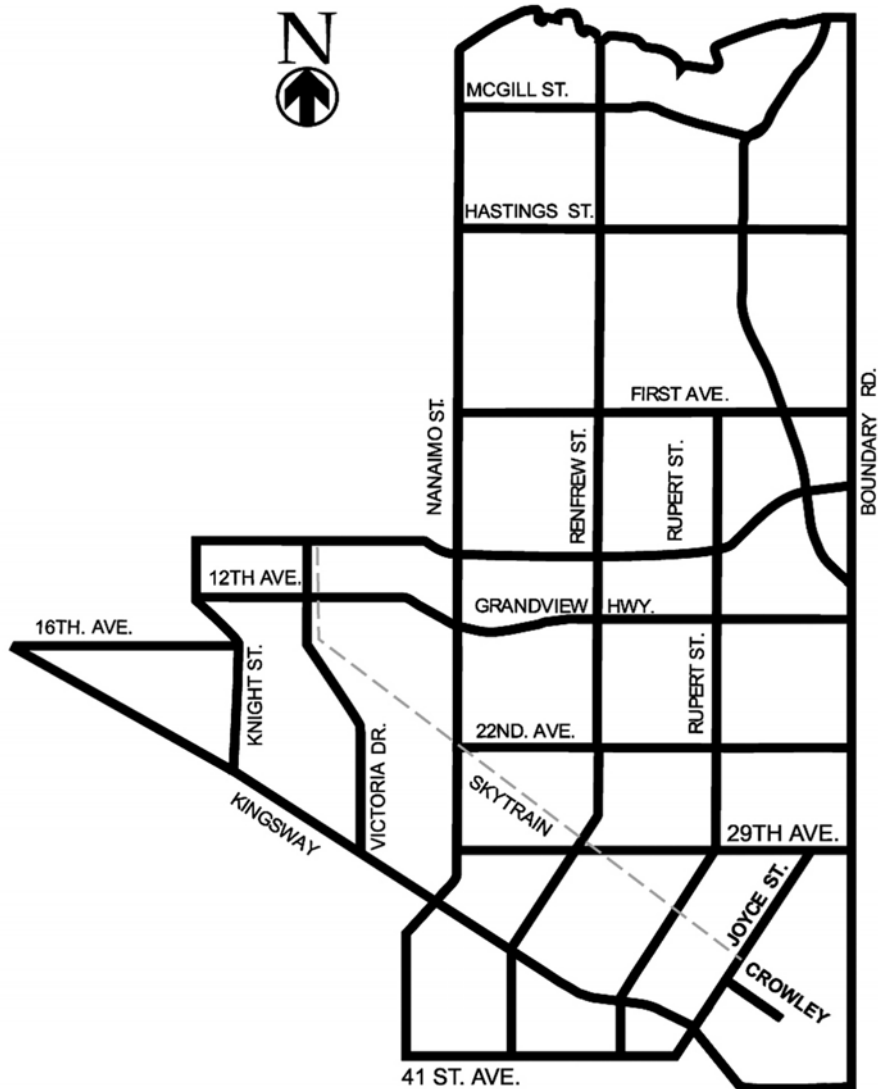 N
MCGILL ST.
HASTINGS ST.
FIRST AVE.
NANAIMO ST.
RENFREW ST.
RUPERT ST.
BOUNDARY RD.
12TH AVE.
GRANDVIEW HWY.
16TH. AVE.
KNIGHT ST.
RUPERT ST.
22ND. AVE.
VICTORIA DR.
SKYTRAIN
KINGSWAY
29TH AVE.
JOYCE ST.
CROWLEY
41 ST. AVE.